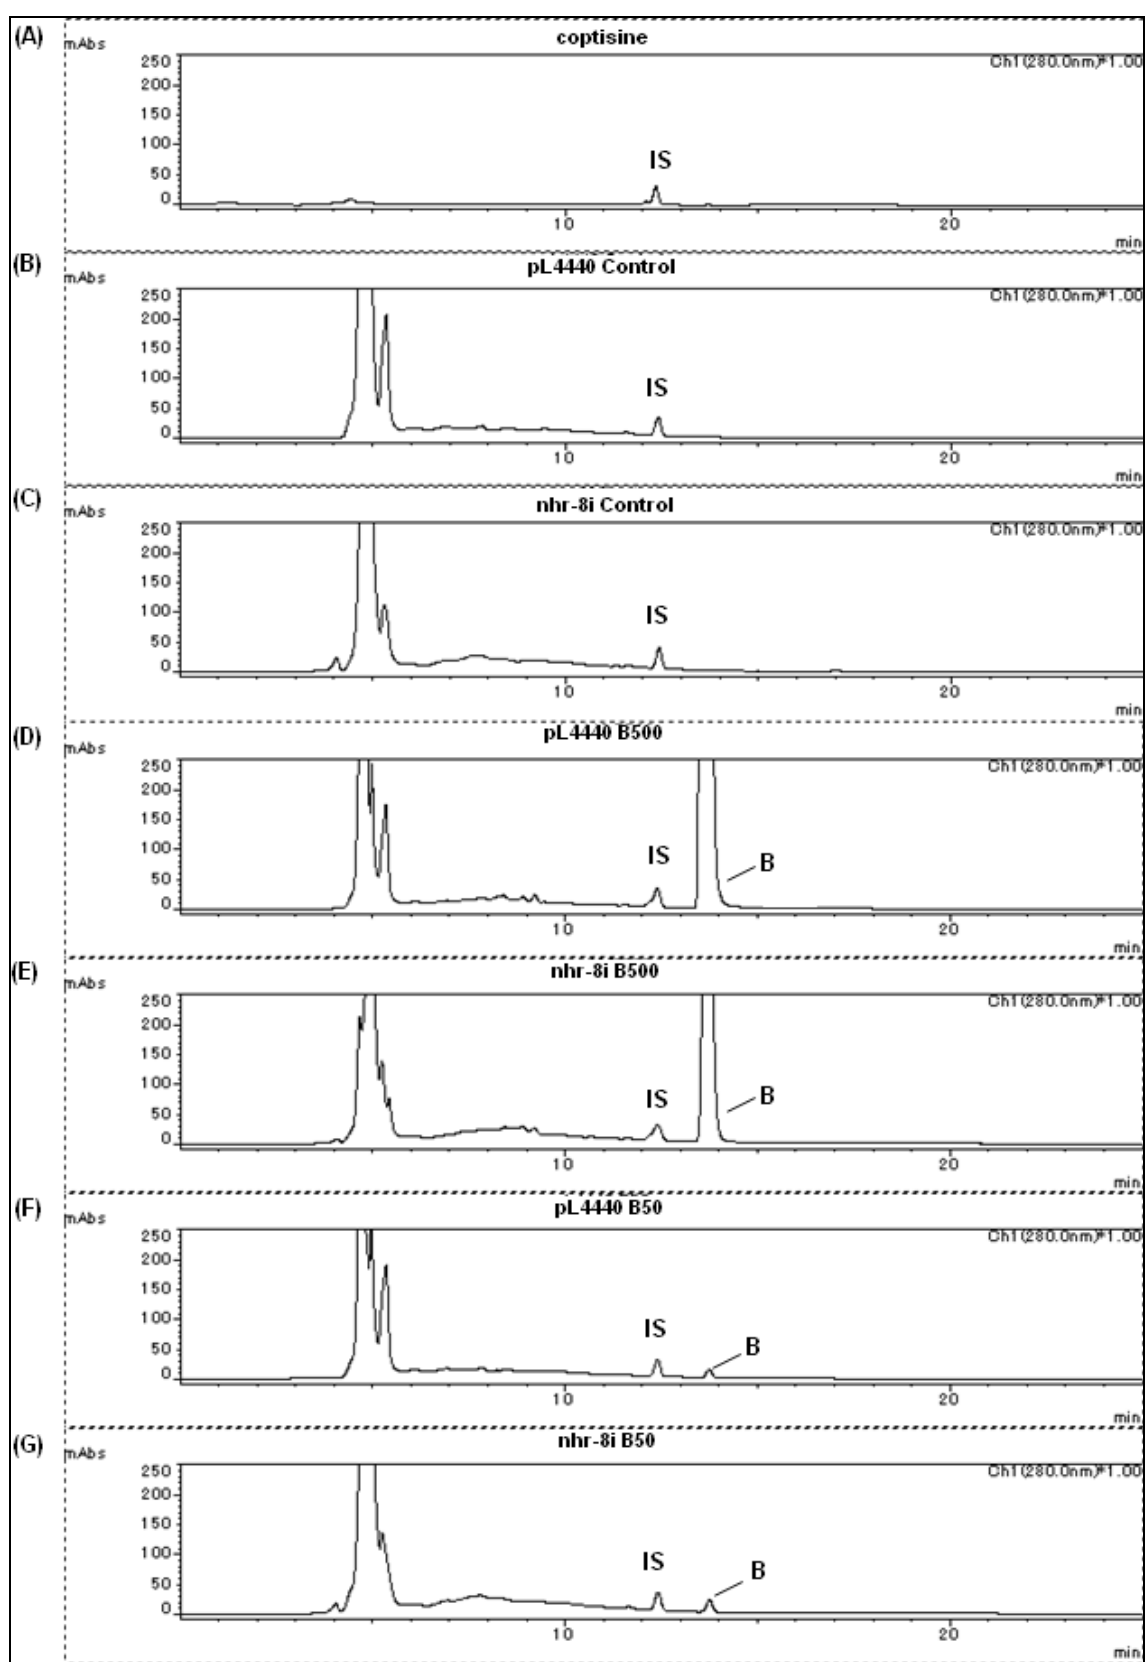 (A)
coptisine
mAbs
Ch1(280.0nm)*1.00
250
200
150
100
50
0
IS
10
20
min
(B)
pL4440 Control
mAbs
Ch1(280.0nm)*1.00
250
200
150
100
50
0
IS
10
20
min
(C)
nhr-8i Control
mAbs
Ch1(280.0nm)*1.00
250
200
150
100
50
0
IS
10
20
min
(D)
pL4440 B500
mAbs
Ch1(280.0nm)*1.00
250
200
150
100
50
0
IS
B
10
20
min
(E)
nhr-8i B500
mAbs
Ch1(280.0nm)*1.00
250
200
150
100
50
0
IS
B
10
20
min
(F)
pL4440 B50
mAbs
Ch1(280.0nm)*1.00
250
200
150
100
50
0
IS
B
10
20
min
(G)
nhr-8i B50
mAbs
Ch1(280.0nm)*1.00
250
200
150
100
50
0
IS
B
10
20
min